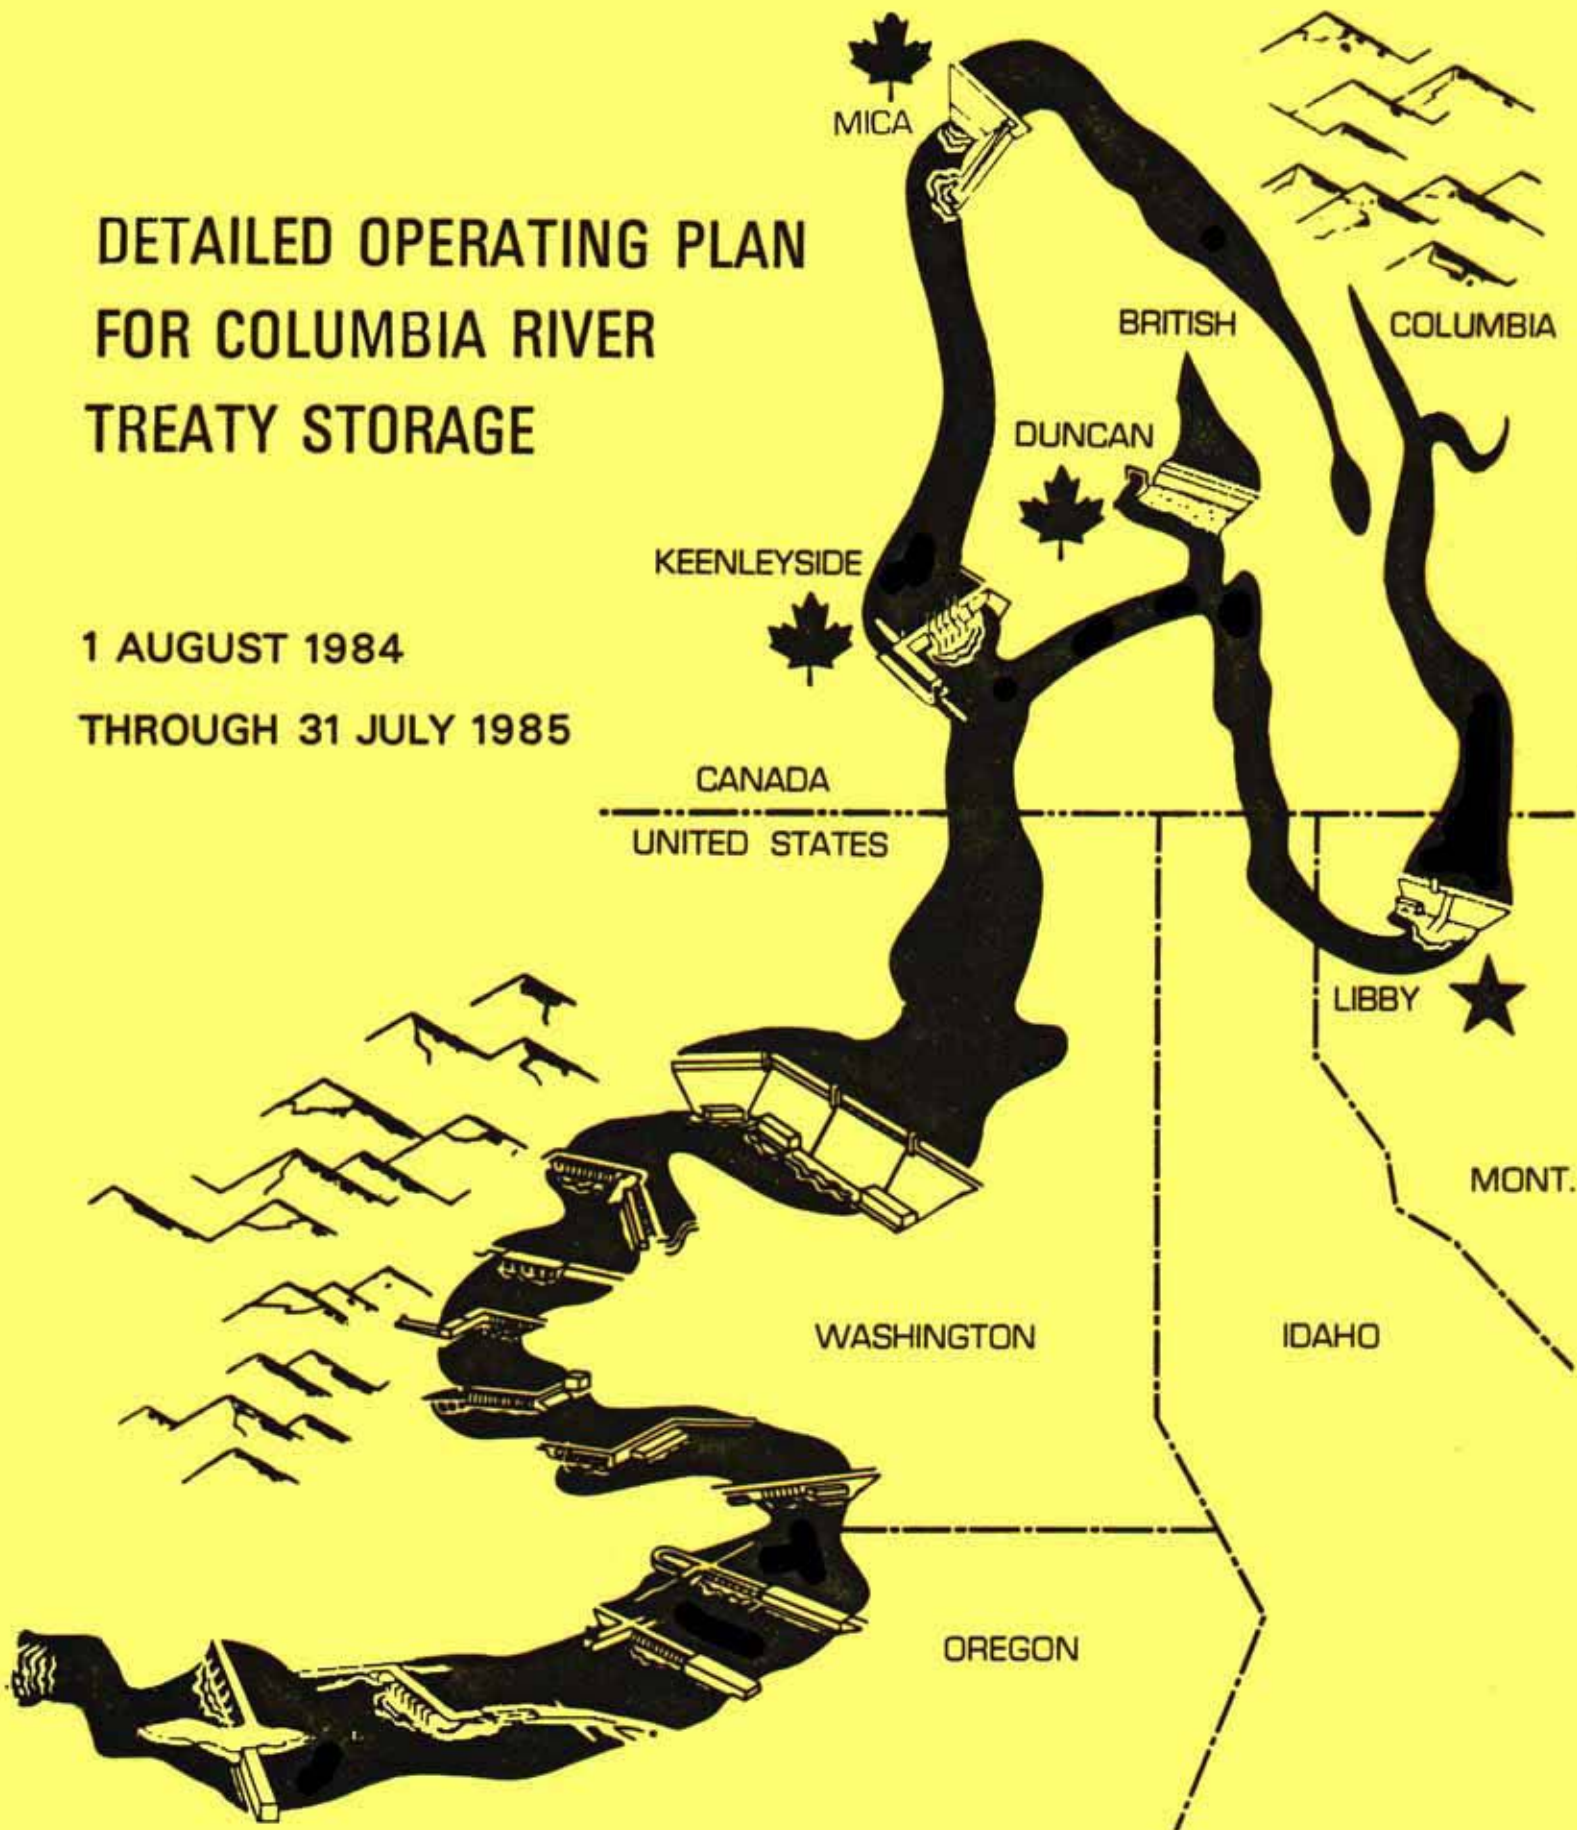 MICA
DETAILED OPERATING PLAN
FOR COLUMBIA RIVER
TREATY STORAGE
BRITISH COLUMBIA
DUNCAN
KEENLEYSIDE
1 AUGUST 1984
THROUGH 31 JULY 1985
CANADA
UNITED STATES
LIBBY
MONT.
WASHINGTON
IDAHO
OREGON